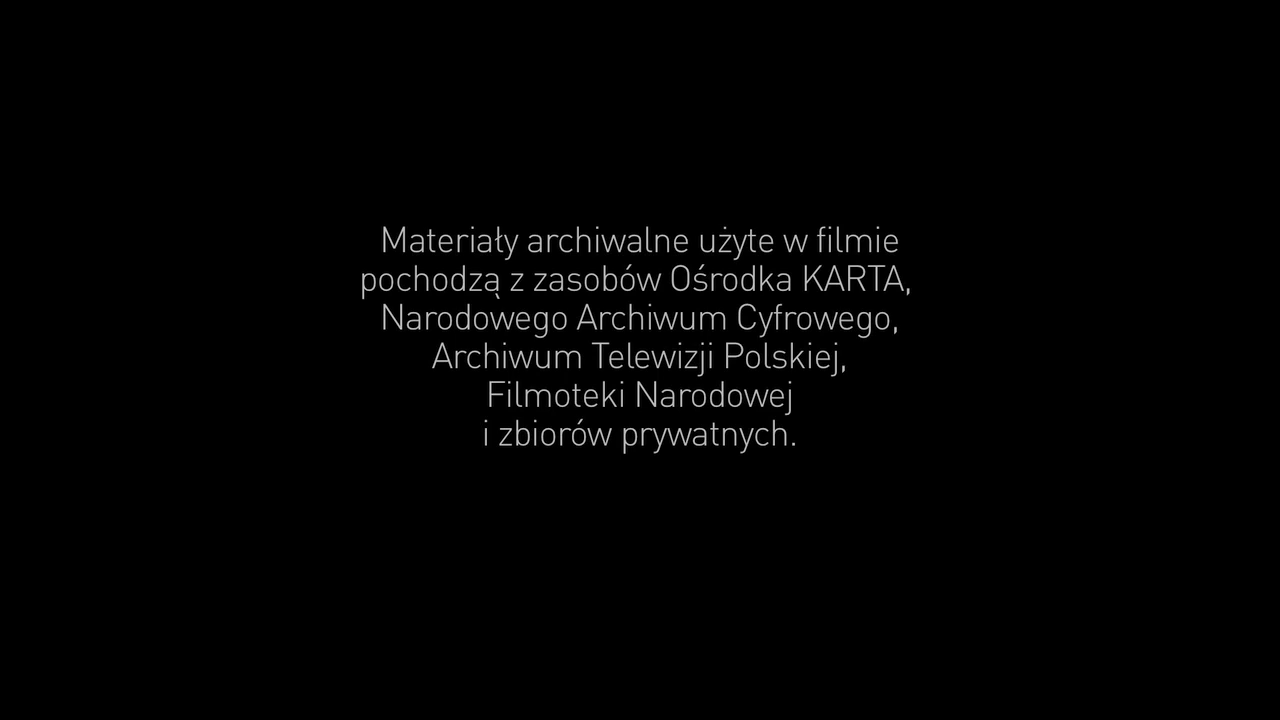 Materiały archiwalne użyte w filmie
pochodzą z zasobów Ośrodka KARTA,
Narodowego Archiwum Cyfrowego,
Archiwum Telewizji Polskiej,
Filmoteki Narodowej
i zbiorów prywatnych.